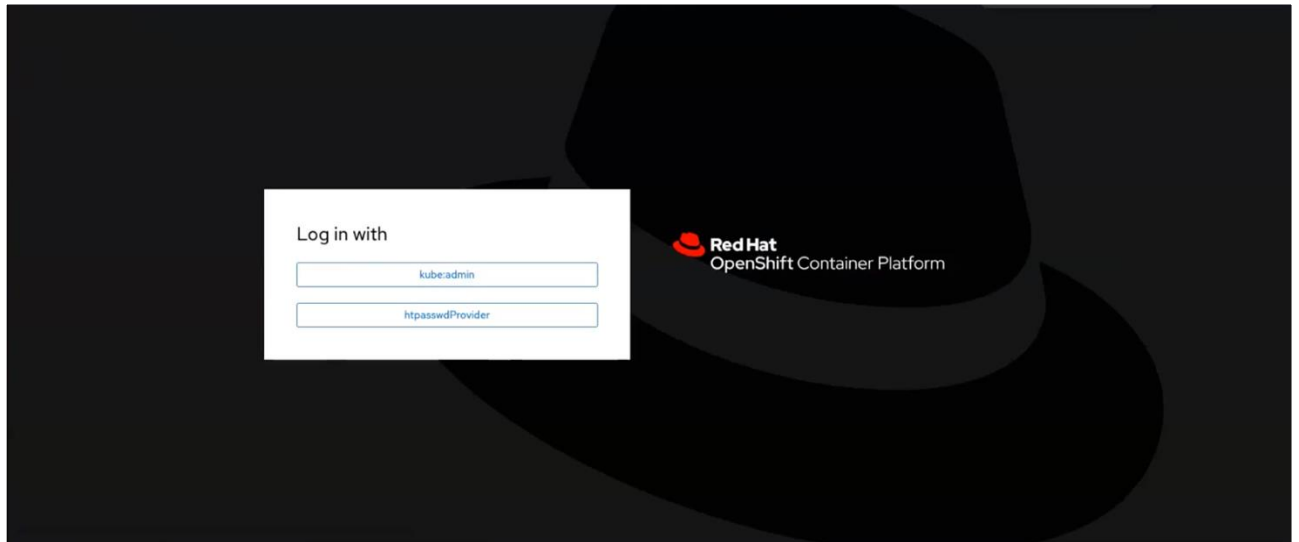 Log in with
kube:admin
htpasswdProvider
Red Hat
OpenShift Container Platform